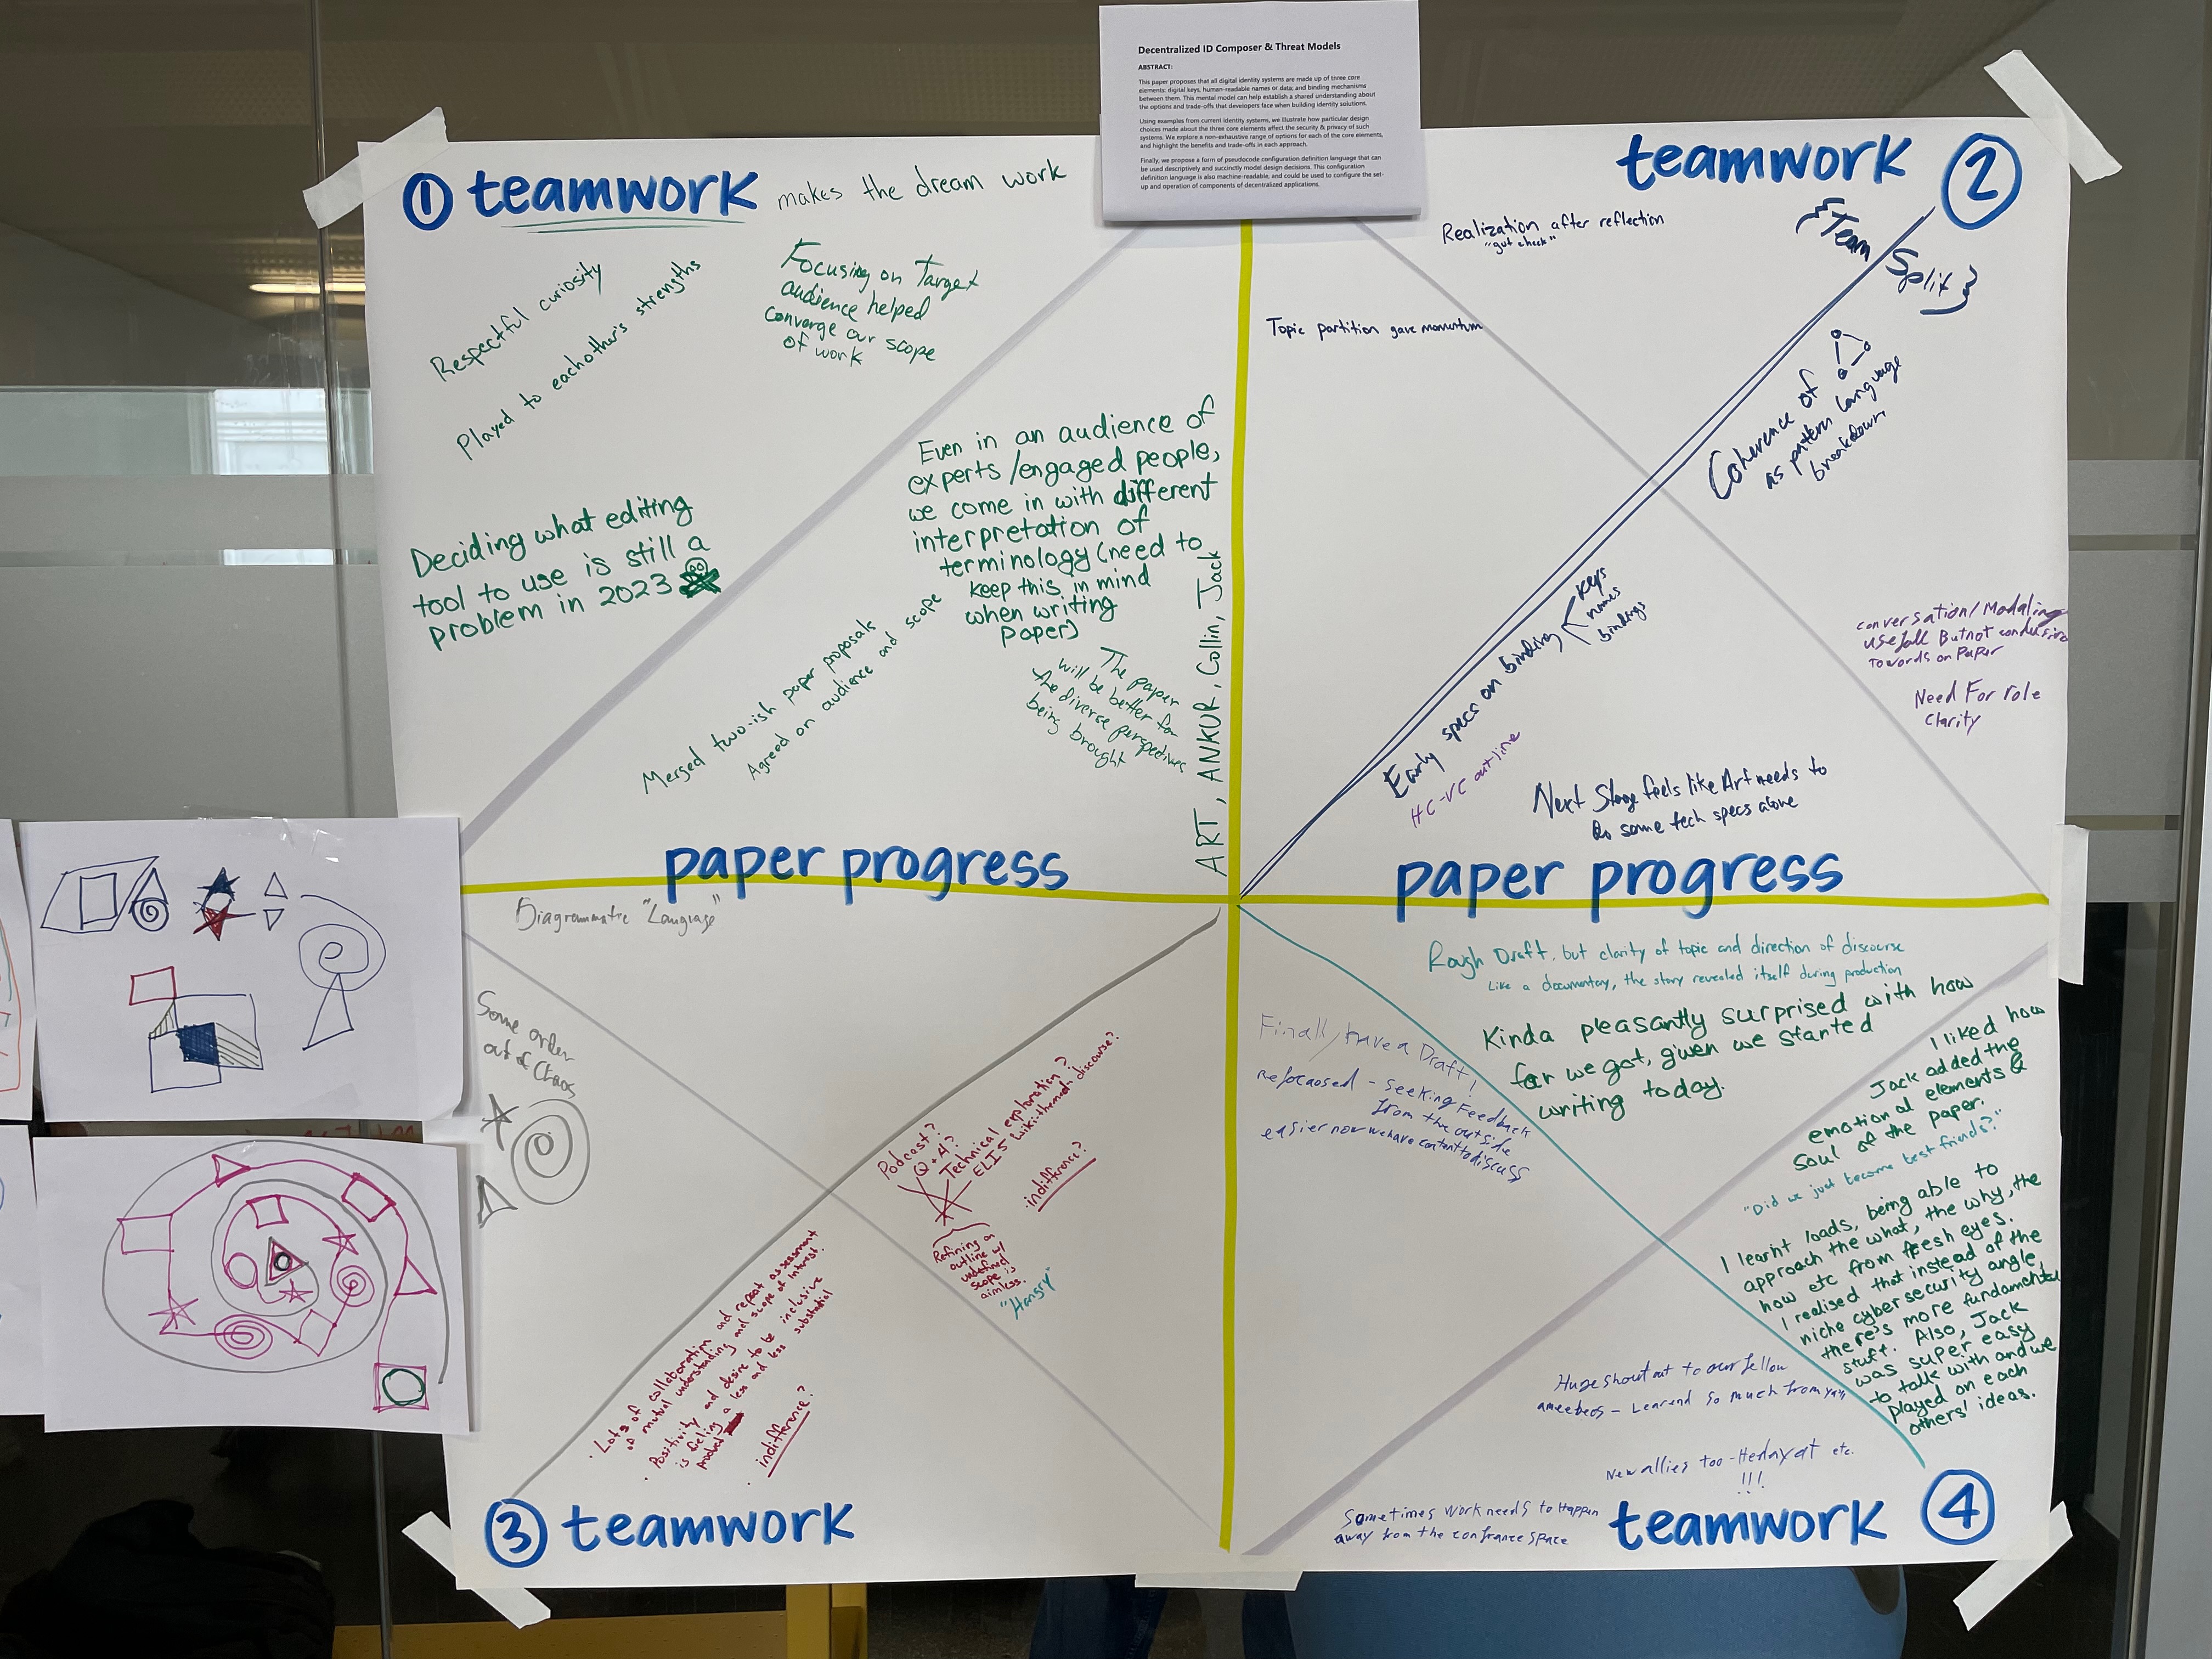 Decentralized ID Composer & Threat Models
ABSTRACT:
This paper proposes that all digital identity systems are made up of three core
elements: digital keys, human-readable names or data; and binding mechanisms
between them. This mental model can help establish a shared understanding about
the options and trade-offs that developers face when building identity solutions.
Using examples from current identity systems, we illustrate how particular design
choices made about the three core elements affect the security & privacy of such
systems. We explore a non-exhaustive range of options for each of the core elements,
and highlight the benefits and trade-offs in each approach.
Finally, we propose a form of pseudocode configuration definition language that can
be used descriptively and succinctly model design decisions. This configuration
definition language is also machine-readable, and could be used to configure the set-
up and operation of components of decentralized applications.
① teamwork makes the dream work
Respectful curiosity
Played to eachother's strengths
Focusing on Target
audience helped
Converge our scope
of work
Deciding what editing
tool to use is still a
problem in 2023
Even in an audience of
experts/engaged people,
we come in with different
interpretation of
terminology (need to
keep this in mind
when writing
paper)
Merged two-ish paper proposals
Agreed on audience and scope
The paper
will be better for
the diverse perspectives
being brought
ART, ANKUR, Collin, Jack
paper progress
teamwork ②
Realization after reflection
"gut check"
{Team
Split}
Topic partition gave momentum
Coherence of
as pattern language
breakdown
Early specs on binding
Keys
names
bindings
HC-VC outline
conversation/Modaling
usefull But not
Towords on Paper
Need For role
Clarity
Next Stage feels like Art needs to
do some tech specs alone
paper progress
Diagrammatic "Language"
Some order
out of Chaos
Podcast?
Q+A?
Technical exploration?
ELI5 wiki-themed discourse?
indifference?
Refining an
outline w/
undefined
scope is
aimless.
"Hangry"
· Lots of collaboration and repeat assessment
of mutual understanding and scope of interest.
· Positivity and desire to be inclusive
is feeling a less and less substantial
· indifference?
③ teamwork
Rough Draft, but clarity of topic and direction of discourse
Like a documentary, the story revealed itself during production
Kinda pleasantly surprised with how
far we got, given we started
writing today.
Finally have a Draft!
refocaosed - Seeking Feedback
from the outside
easier now we have content to discuss
I liked how
Jack added the
emotional elements &
soul of the paper.
"Did we just become best friends?"
I learnt loads, being able to
approach the what, the why, the
how etc from fresh eyes.
I realised that instead of the
niche cybersecurity angle,
there's more fundamental
stuff. Also, Jack
was super easy
to talk with and we
played on each
others' ideas.
Huge shout out to our fellow
- Learend so much from
New allies too - Hedayat etc.
!!!
Sometimes work needs to Happen
away from the confrance space
teamwork ④